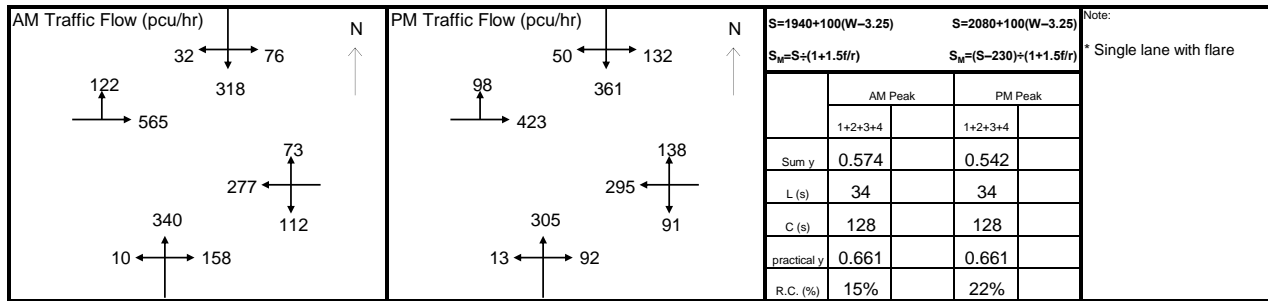 AM Traffic Flow (pcu/hr)
N
32
76
318
122
565
73
277
112
340
10
158
PM Traffic Flow (pcu/hr)
N
50
132
361
98
423
138
295
91
305
13
92
S=1940+100(W–3.25) S=2080+100(W–3.25)
S_M=S÷(1+1.5f/r) S_M=(S–230)÷(1+1.5f/r)
AM Peak PM Peak
1+2+3+4 1+2+3+4
Sum y 0.574 0.542
L (s) 34 34
C (s) 128 128
practical y 0.661 0.661
R.C. (%) 15% 22%
Note:
* Single lane with flare